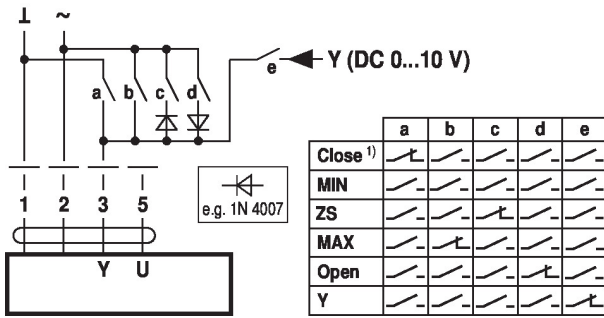 ⊥ ~
a b c d
e Y (DC 0...10 V)
1 2 3 5
Y U
e.g. 1N 4007
a b c d e
Close 1)
MIN
ZS
MAX
Open
Y